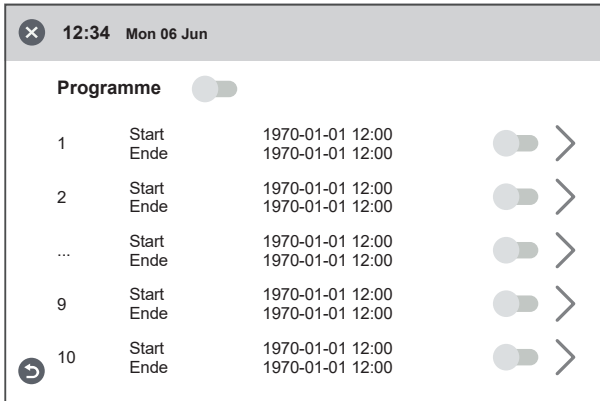 12:34 Mon 06 Jun
Programme
1 Start 1970-01-01 12:00
Ende 1970-01-01 12:00
2 Start 1970-01-01 12:00
Ende 1970-01-01 12:00
... Start 1970-01-01 12:00
Ende 1970-01-01 12:00
9 Start 1970-01-01 12:00
Ende 1970-01-01 12:00
10 Start 1970-01-01 12:00
Ende 1970-01-01 12:00